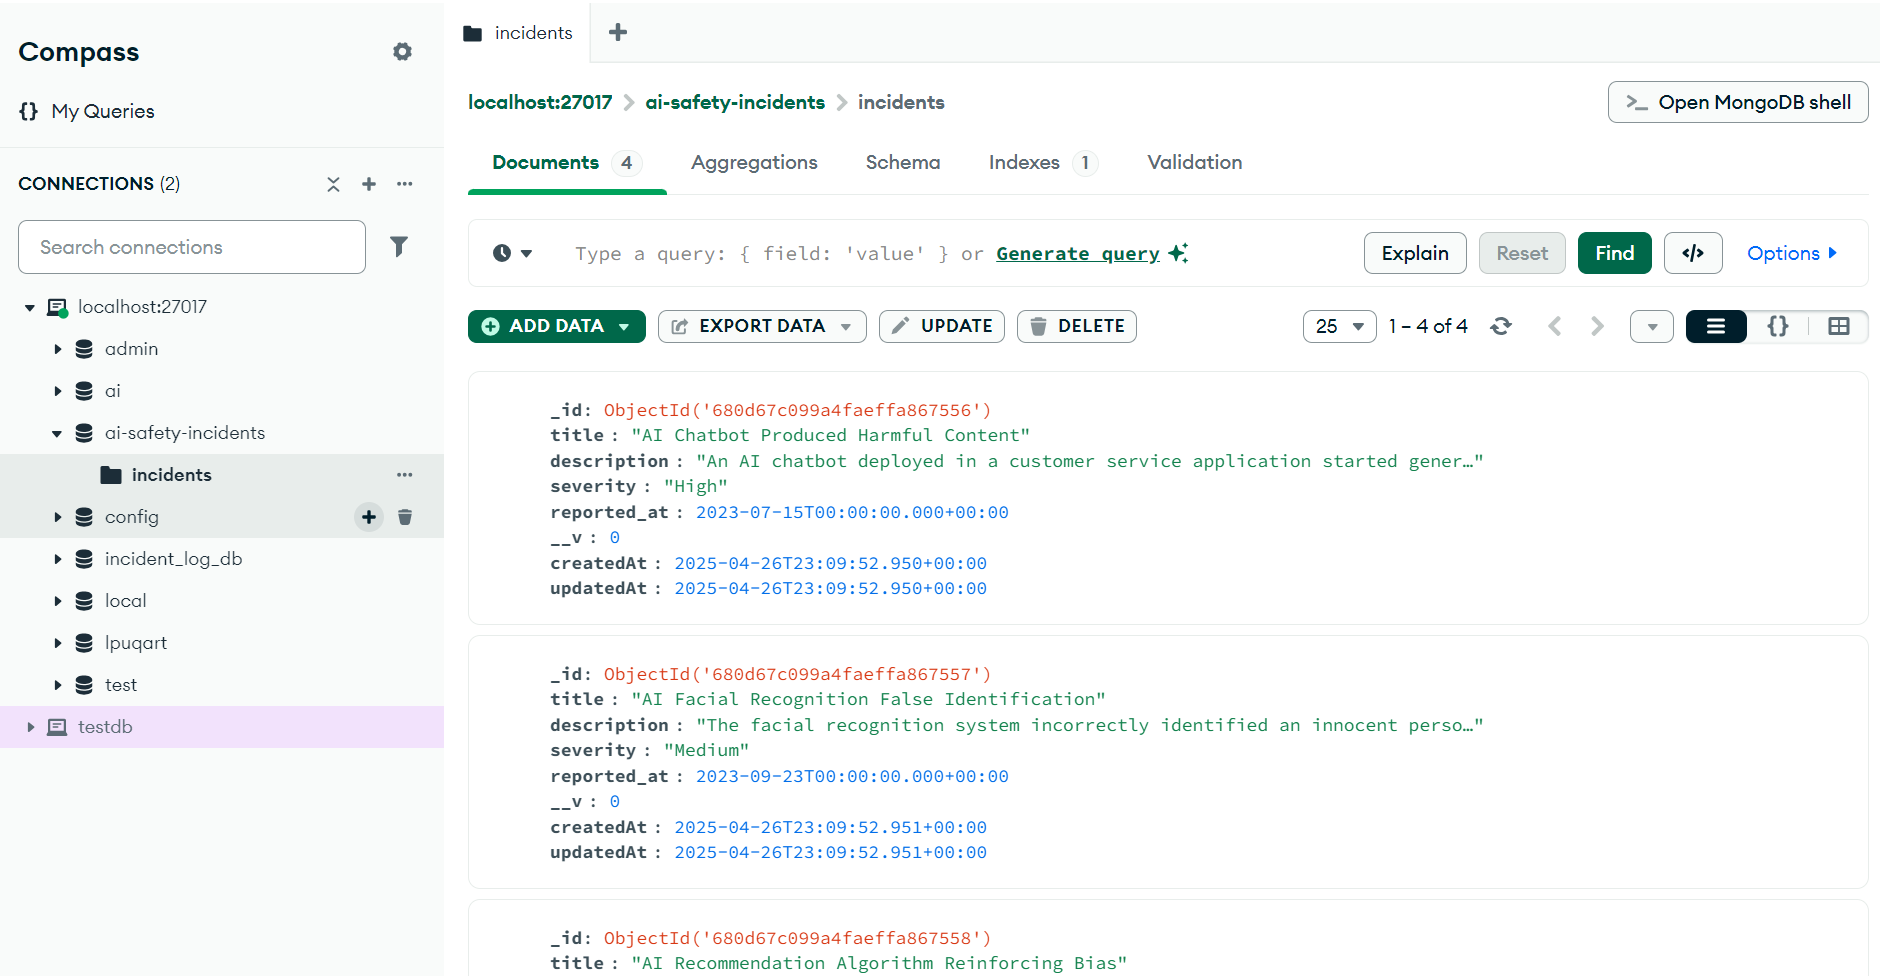 Compass
My Queries
CONNECTIONS (2)
Search connections
localhost:27017
admin
ai
ai-safety-incidents
incidents
config
incident_log_db
local
lpuqart
test
testdb
incidents
localhost:27017 > ai-safety-incidents > incidents
>_ Open MongoDB shell
Documents 4 Aggregations Schema Indexes 1 Validation
Type a query: { field: 'value' } or Generate query
Explain Reset Find </> Options
ADD DATA EXPORT DATA UPDATE DELETE
25 1 – 4 of 4 {}
_id: ObjectId('680d67c099a4faeffa867556')
title : "AI Chatbot Produced Harmful Content"
description : "An AI chatbot deployed in a customer service application started gener…"
severity : "High"
reported_at : 2023-07-15T00:00:00.000+00:00
__v : 0
createdAt : 2025-04-26T23:09:52.950+00:00
updatedAt : 2025-04-26T23:09:52.950+00:00
_id: ObjectId('680d67c099a4faeffa867557')
title : "AI Facial Recognition False Identification"
description : "The facial recognition system incorrectly identified an innocent perso…"
severity : "Medium"
reported_at : 2023-09-23T00:00:00.000+00:00
__v : 0
createdAt : 2025-04-26T23:09:52.951+00:00
updatedAt : 2025-04-26T23:09:52.951+00:00
_id: ObjectId('680d67c099a4faeffa867558')
title : "AI Recommendation Algorithm Reinforcing Bias"